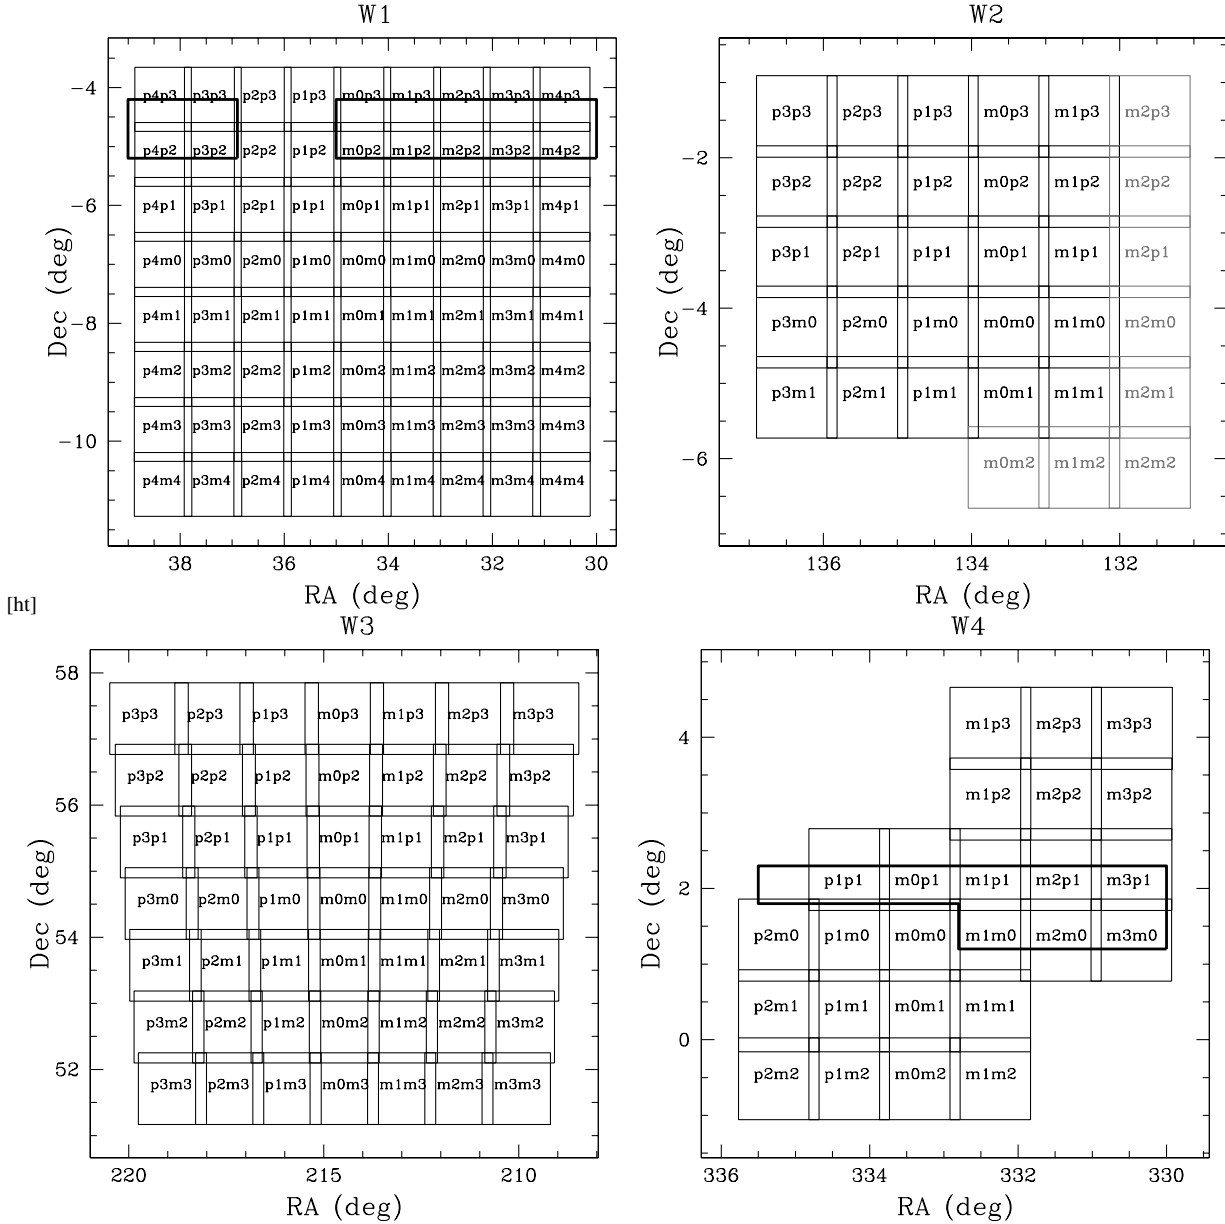 W1
W2
-4
p4p3 p3p3 p2p3 p1p3 m0p3 m1p3 m2p3 m3p3 m4p3
p4p2 p3p2 p2p2 p1p2 m0p2 m1p2 m2p2 m3p2 m4p2
-6
p4p1 p3p1 p2p1 p1p1 m0p1 m1p1 m2p1 m3p1 m4p1
p4m0 p3m0 p2m0 p1m0 m0m0 m1m0 m2m0 m3m0 m4m0
-8
p4m1 p3m1 p2m1 p1m1 m0m1 m1m1 m2m1 m3m1 m4m1
p4m2 p3m2 p2m2 p1m2 m0m2 m1m2 m2m2 m3m2 m4m2
p4m3 p3m3 p2m3 p1m3 m0m3 m1m3 m2m3 m3m3 m4m3
-10
p4m4 p3m4 p2m4 p1m4 m0m4 m1m4 m2m4 m3m4 m4m4
Dec (deg)
38 36 34 32 30
RA (deg)
p3p3 p2p3 p1p3 m0p3 m1p3 m2p3
-2
p3p2 p2p2 p1p2 m0p2 m1p2 m2p2
p3p1 p2p1 p1p1 m0p1 m1p1 m2p1
-4
p3m0 p2m0 p1m0 m0m0 m1m0 m2m0
p3m1 p2m1 p1m1 m0m1 m1m1 m2m1
-6
m0m2 m1m2 m2m2
Dec (deg)
136 134 132
RA (deg)
[ht]
W3
W4
58
p3p3 p2p3 p1p3 m0p3 m1p3 m2p3 m3p3
p3p2 p2p2 p1p2 m0p2 m1p2 m2p2 m3p2
56
p3p1 p2p1 p1p1 m0p1 m1p1 m2p1 m3p1
p3m0 p2m0 p1m0 m0m0 m1m0 m2m0 m3m0
54
p3m1 p2m1 p1m1 m0m1 m1m1 m2m1 m3m1
p3m2 p2m2 p1m2 m0m2 m1m2 m2m2 m3m2
52
p3m3 p2m3 p1m3 m0m3 m1m3 m2m3 m3m3
Dec (deg)
220 215 210
RA (deg)
m1p3 m2p3 m3p3
4
m1p2 m2p2 m3p2
p1p1 m0p1 m1p1 m2p1 m3p1
2
p2m0 p1m0 m0m0 m1m0 m2m0 m3m0
p2m1 p1m1 m0m1 m1m1
0
p2m2 p1m2 m0m2 m1m2
Dec (deg)
336 334 332 330
RA (deg)